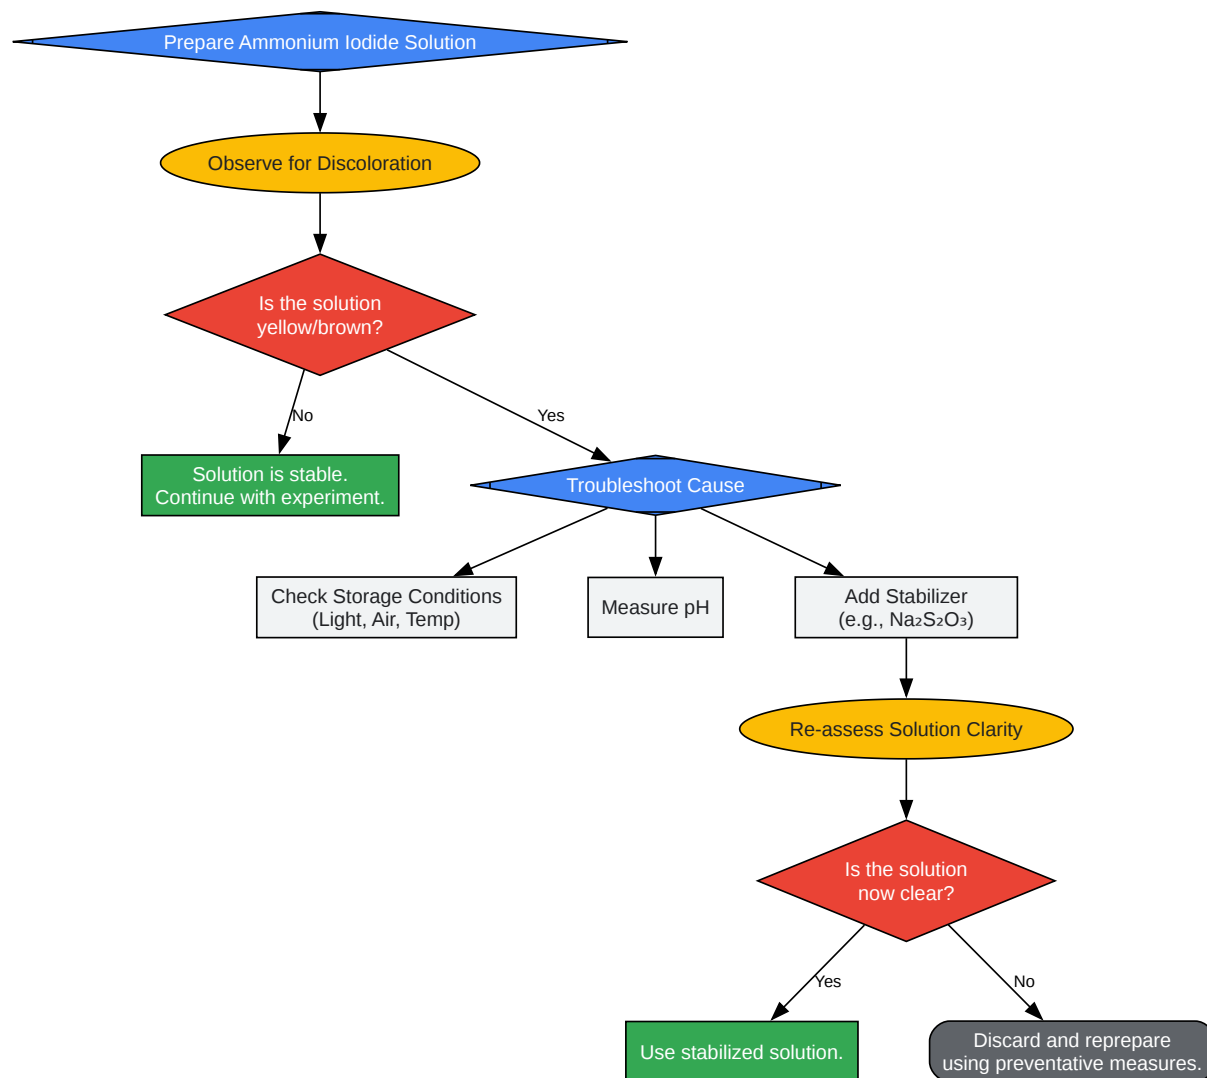 Prepare Ammonium Iodide Solution
Observe for Discoloration
Is the solution
yellow/brown?
No
Yes
Solution is stable.
Continue with experiment.
Troubleshoot Cause
Check Storage Conditions
(Light, Air, Temp)
Measure pH
Add Stabilizer
(e.g., Na₂S₂O₃)
Re-assess Solution Clarity
Is the solution
now clear?
Yes
No
Use stabilized solution.
Discard and reprepare
using preventative measures.